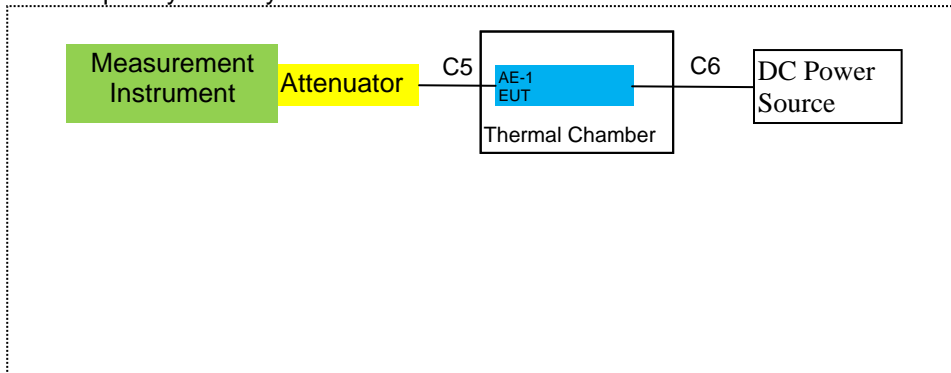 Measurement
Instrument
Attenuator
C5
AE-1
EUT
Thermal Chamber
C6
DC Power
Source